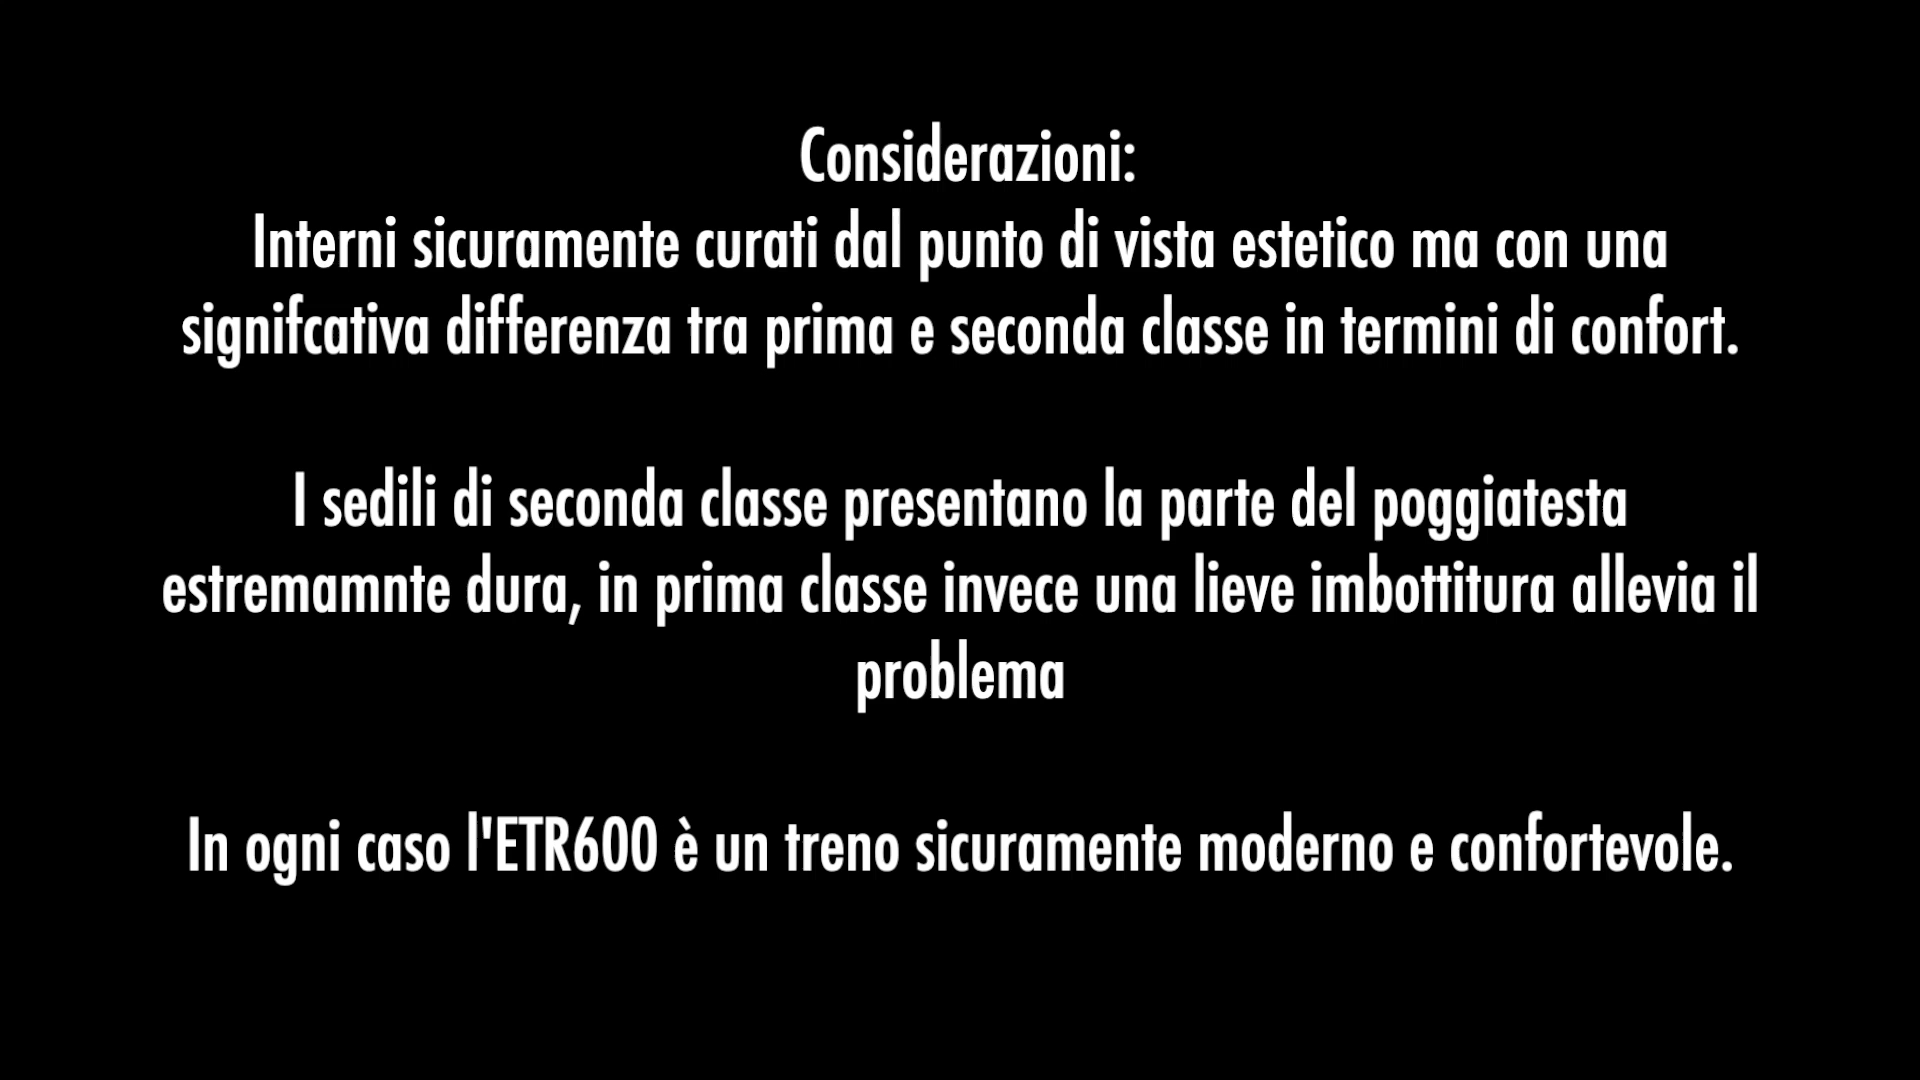 Considerazioni:
Interni sicuramente curati dal punto di vista estetico ma con una
signifcativa differenza tra prima e seconda classe in termini di confort.
I sedili di seconda classe presentano la parte del poggiatesta
estremamnte dura, in prima classe invece una lieve imbottitura allevia il
problema
In ogni caso l'ETR600 è un treno sicuramente moderno e confortevole.